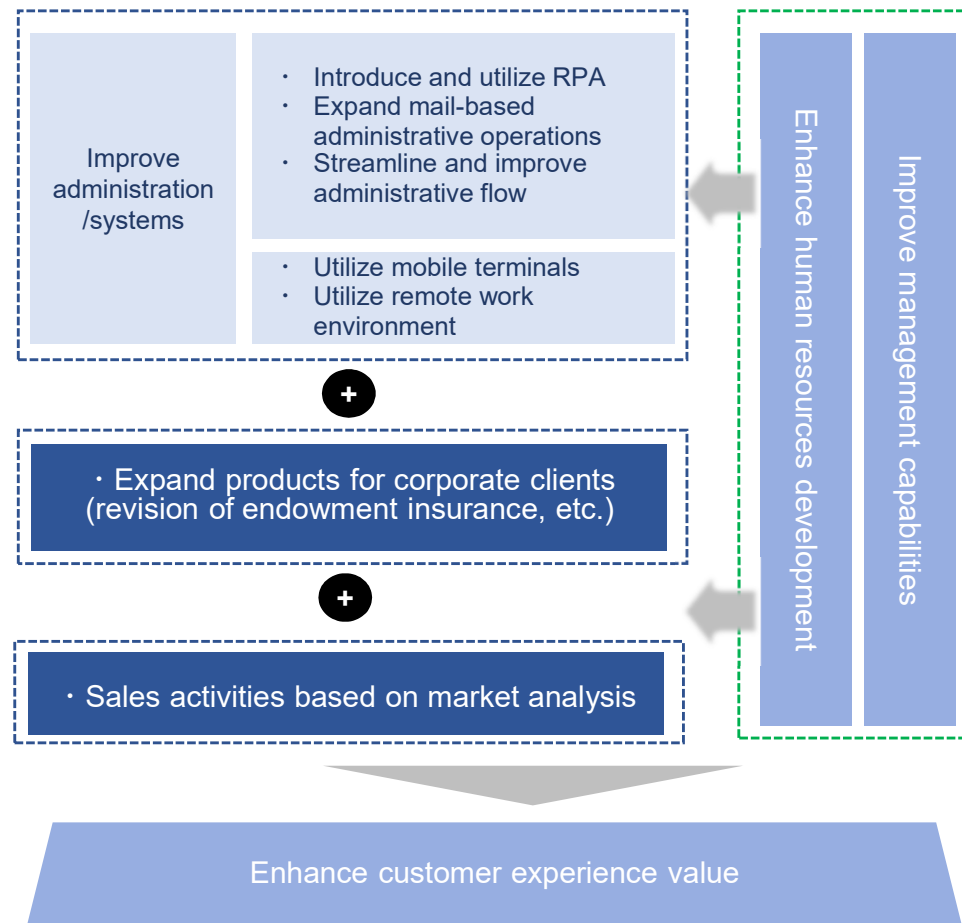 Improve
administration
/systems
・ Introduce and utilize RPA
・ Expand mail-based
administrative operations
・ Streamline and improve
administrative flow
・ Utilize mobile terminals
・ Utilize remote work
environment
+
・Expand products for corporate clients
(revision of endowment insurance, etc.)
+
・Sales activities based on market analysis
Enhance human resources development
Improve management capabilities
Enhance customer experience value